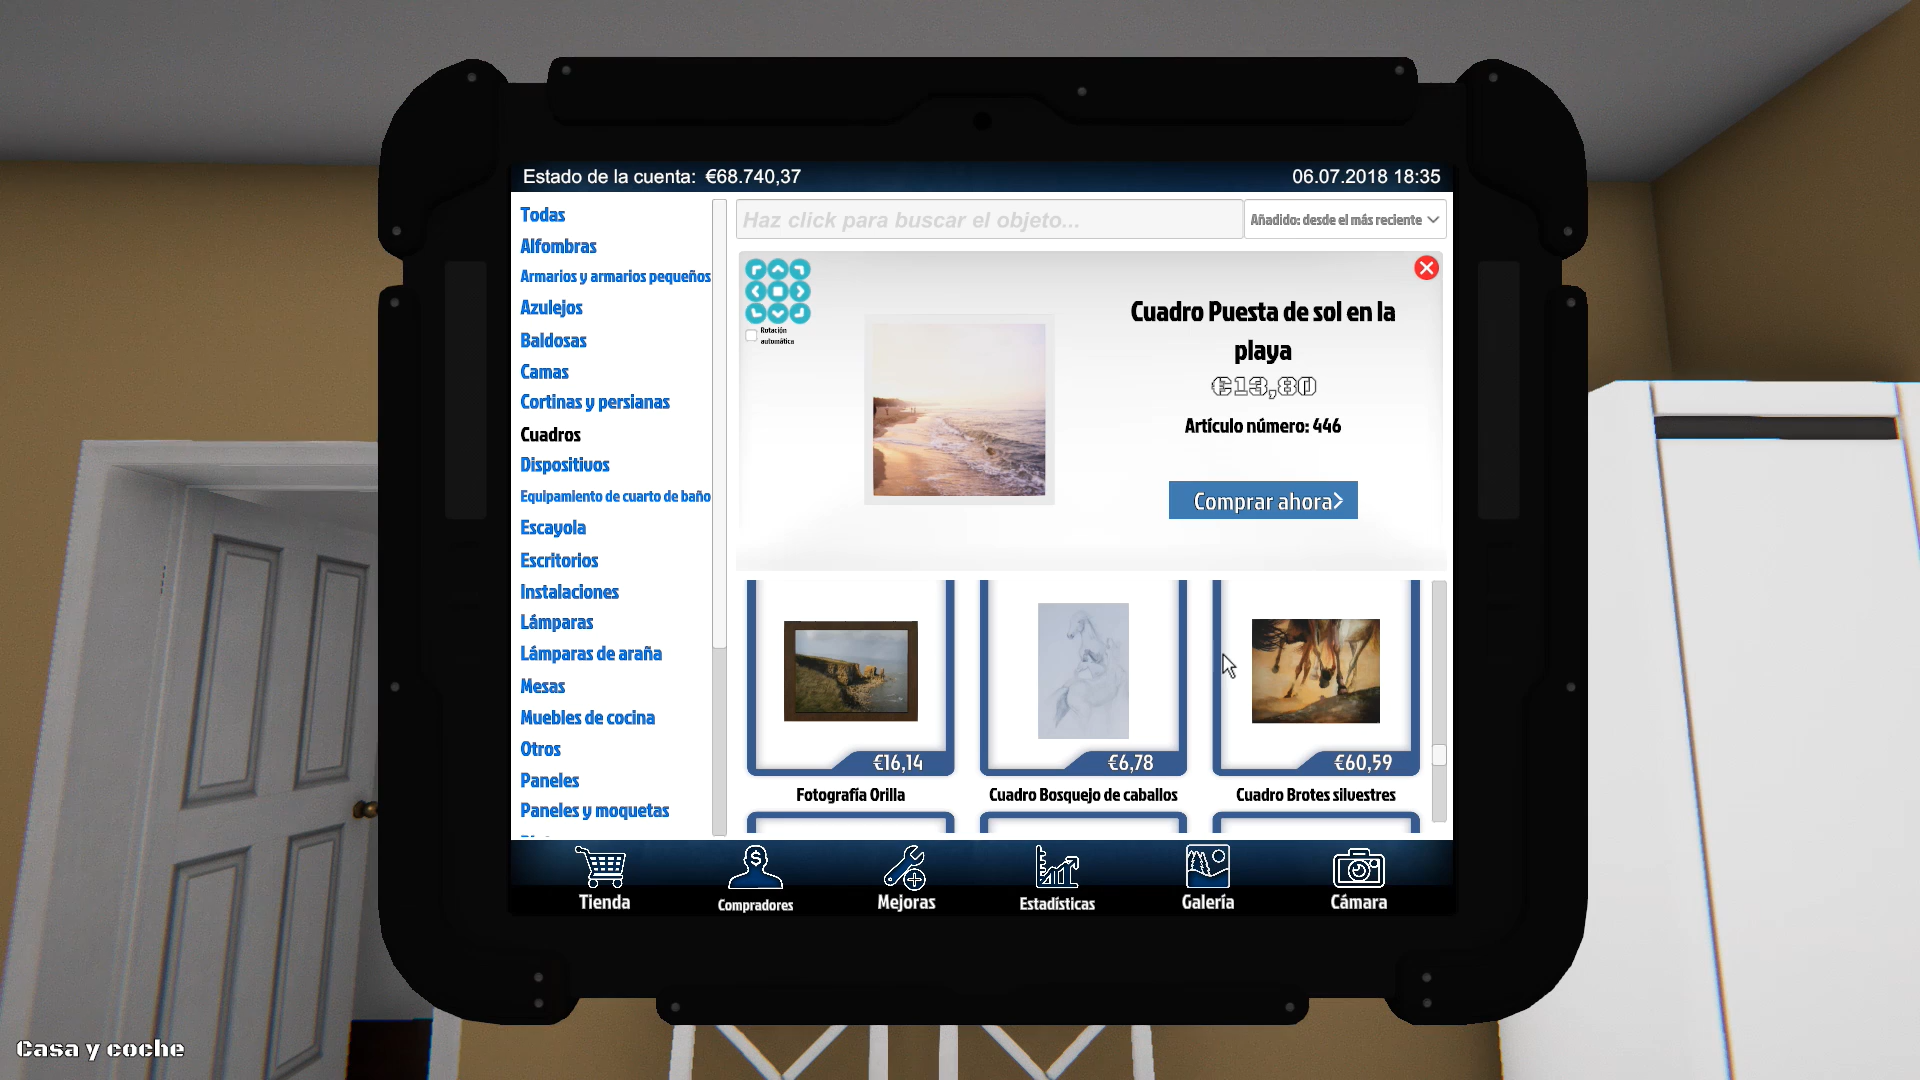 Estado de la cuenta: €68.740,37
06.07.2018 18:35
Todas
Alfombras
Armarios y armarios pequeños
Azulejos
Baldosas
Camas
Cortinas y persianas
Cuadros
Dispositivos
Equipamiento de cuarto de baño
Escayola
Escritorios
Instalaciones
Lámparas
Lámparas de araña
Mesas
Muebles de cocina
Otros
Paneles
Paneles y moquetas
Haz click para buscar el objeto...
Añadido: desde el más reciente
Rotación
automática
Cuadro Puesta de sol en la
playa
€13,80
Artículo número: 446
Comprar ahora>
€16,14
€6,78
€60,59
Fotografía Orilla
Cuadro Bosquejo de caballos
Cuadro Brotes silvestres
Tienda
Compradores
Mejoras
Estadísticas
Galería
Cámara
Casa y coche